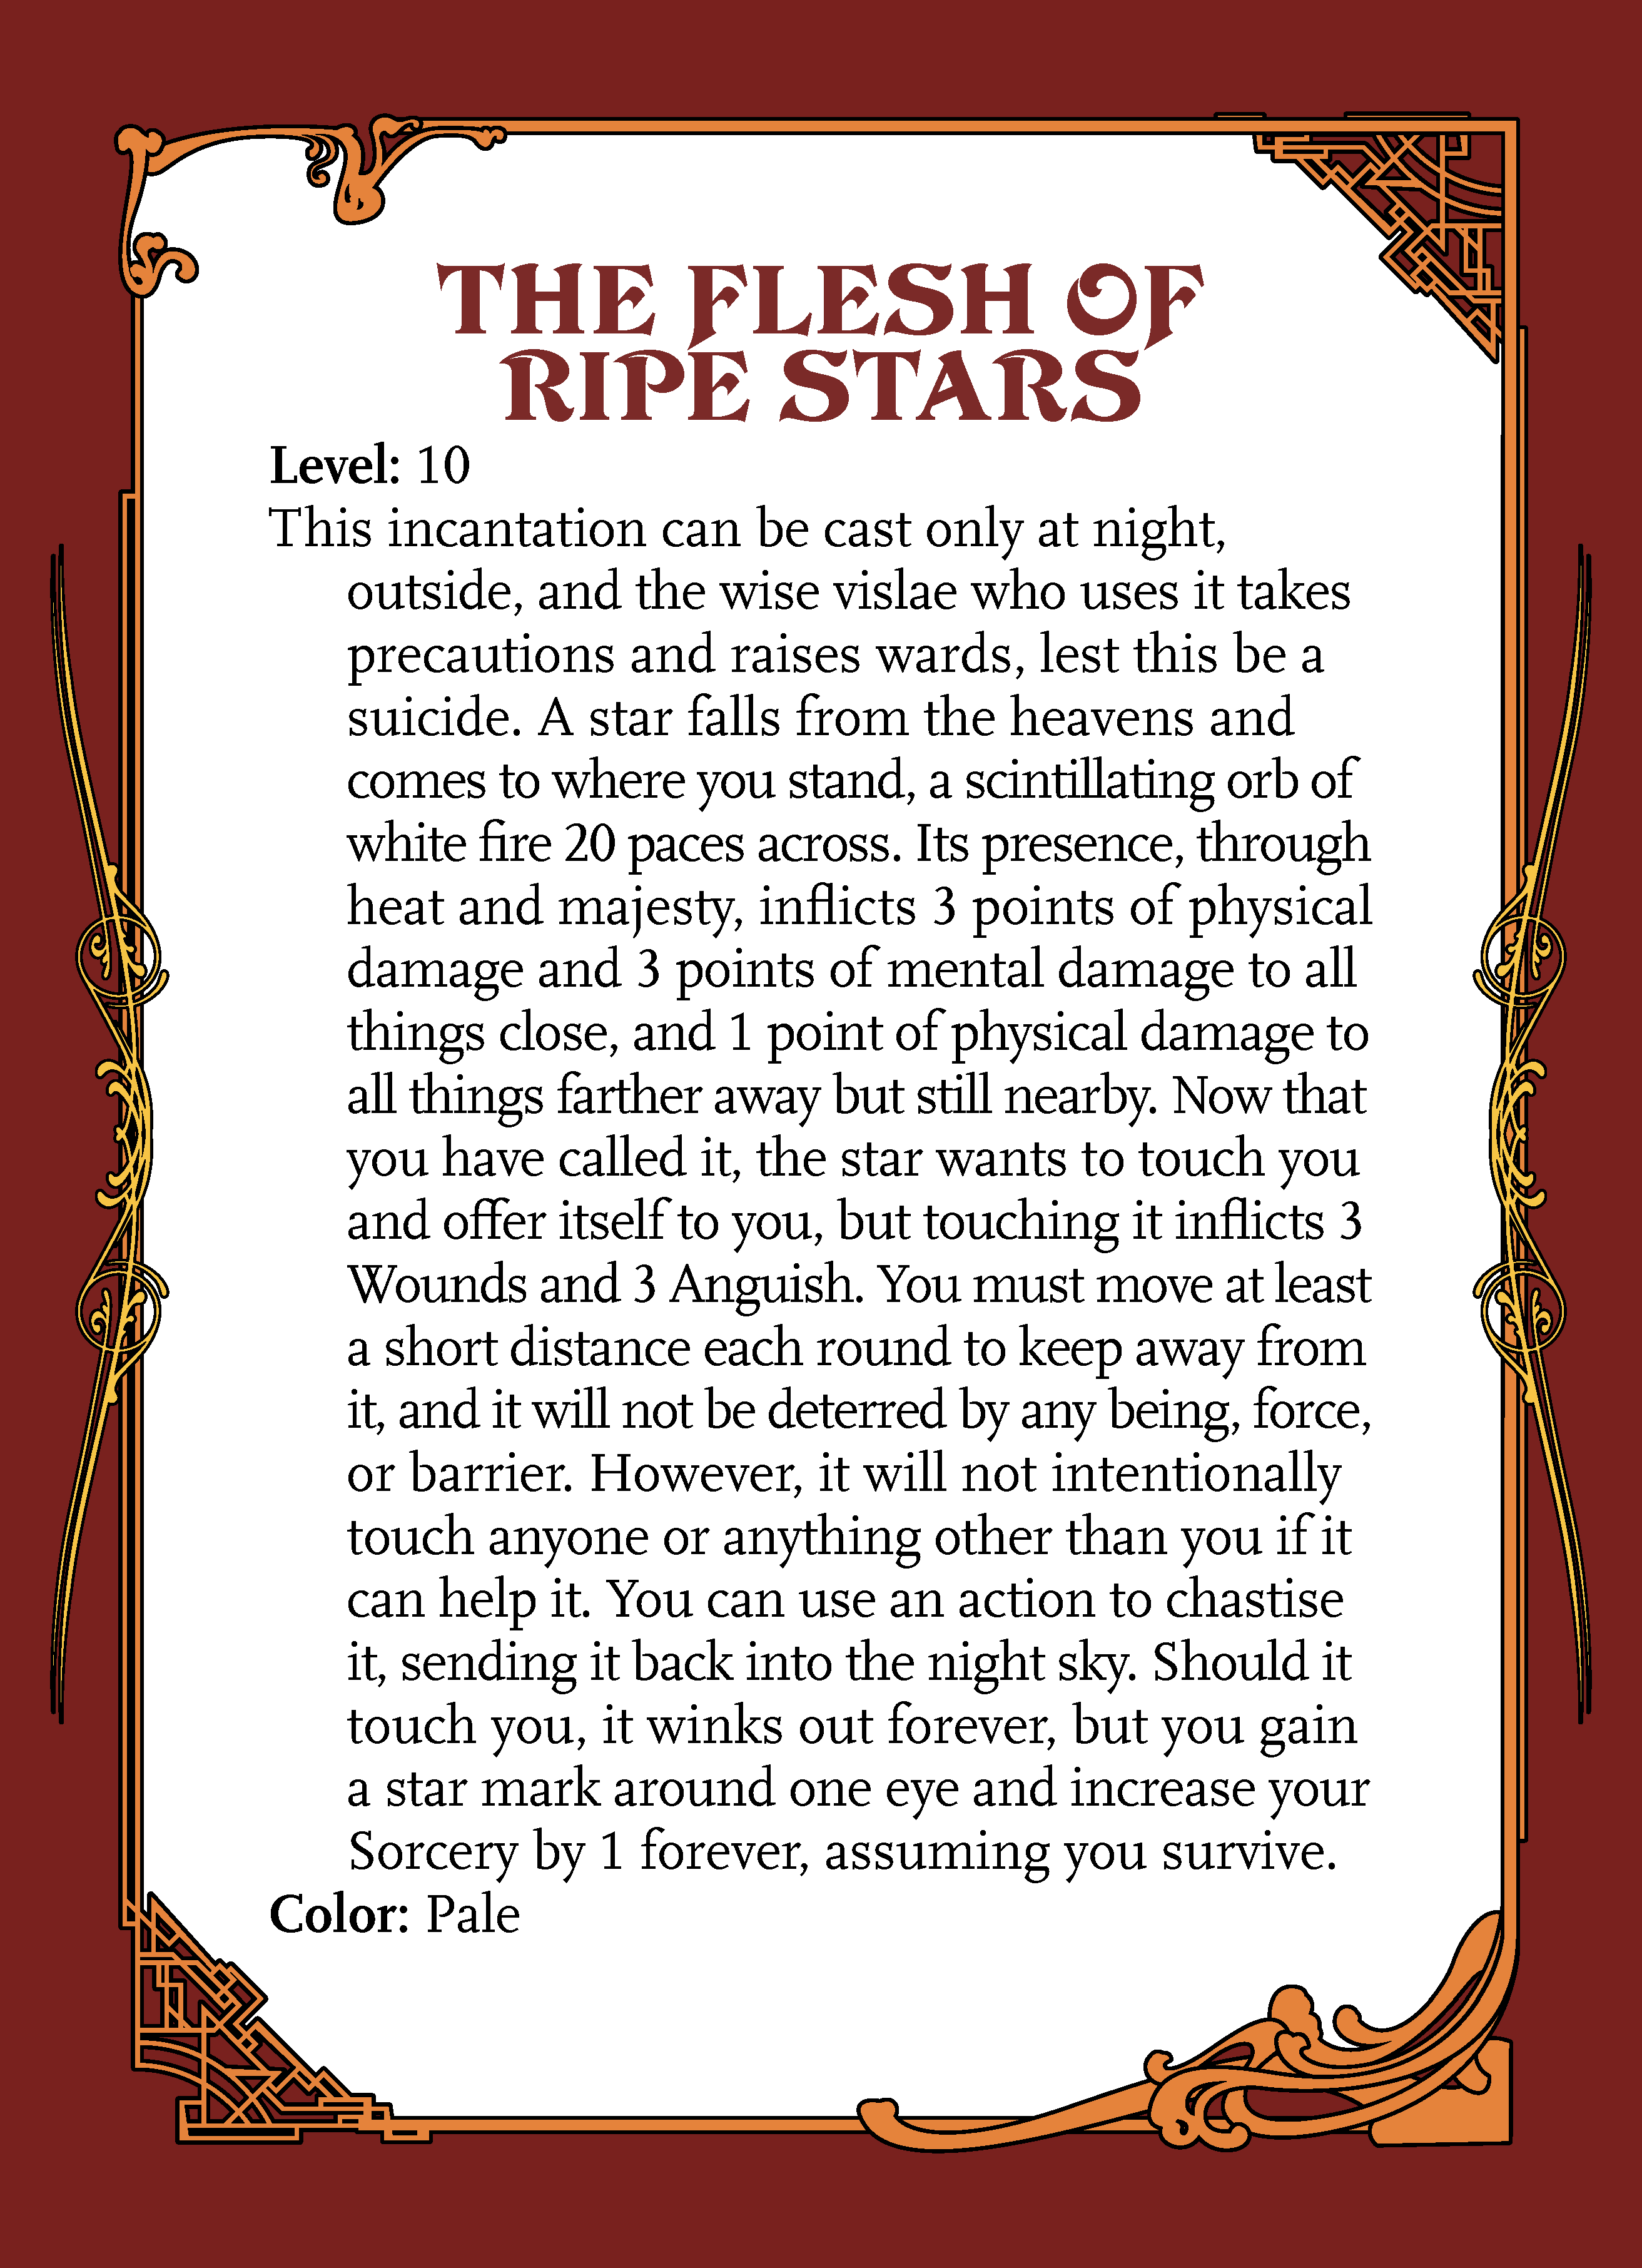 THE FLESH OF
RIPE STARS
Level: 10
This incantation can be cast only at night,
outside, and the wise vislae who uses it takes
precautions and raises wards, lest this be a
suicide. A star falls from the heavens and
comes to where you stand, a scintillating orb of
white fire 20 paces across. Its presence, through
heat and majesty, inflicts 3 points of physical
damage and 3 points of mental damage to all
things close, and 1 point of physical damage to
all things farther away but still nearby. Now that
you have called it, the star wants to touch you
and offer itself to you, but touching it inflicts 3
Wounds and 3 Anguish. You must move at least
a short distance each round to keep away from
it, and it will not be deterred by any being, force,
or barrier. However, it will not intentionally
touch anyone or anything other than you if it
can help it. You can use an action to chastise
it, sending it back into the night sky. Should it
touch you, it winks out forever, but you gain
a star mark around one eye and increase your
Sorcery by 1 forever, assuming you survive.
Color: Pale